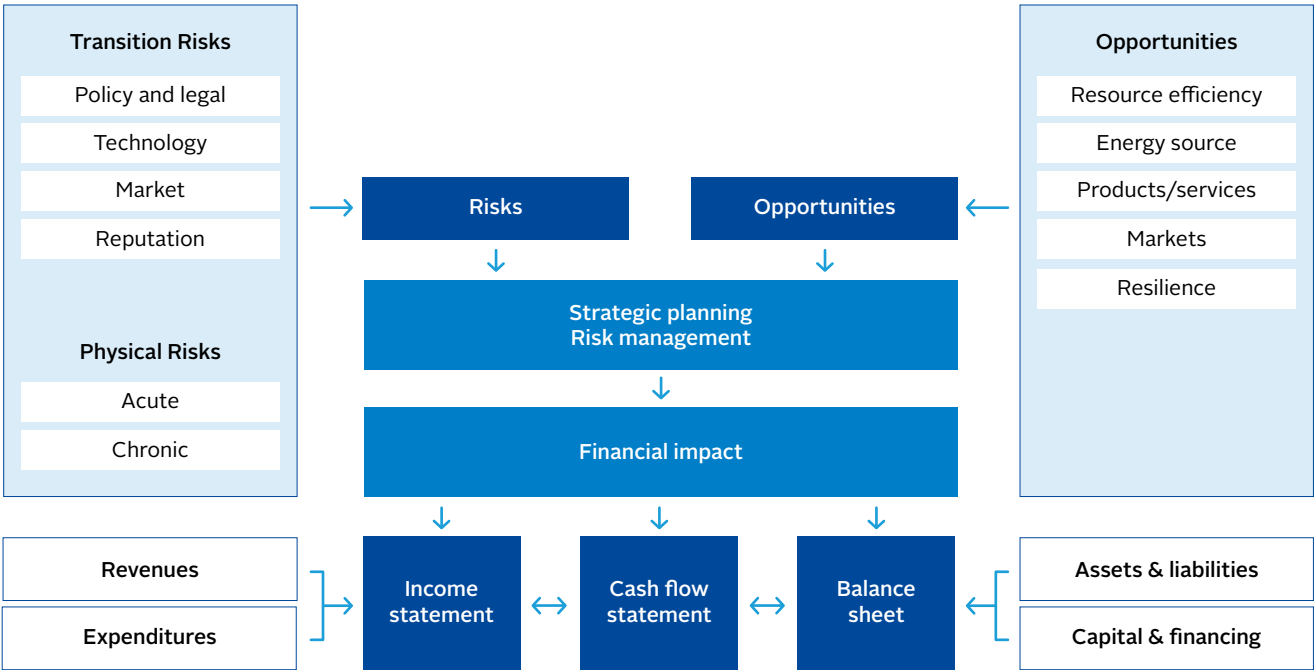 Transition Risks
Policy and legal
Technology
Market
Reputation
Physical Risks
Acute
Chronic
Risks
Opportunities
Opportunities
Resource efficiency
Energy source
Products/services
Markets
Resilience
Strategic planning
Risk management
Financial impact
Revenues
Expenditures
Income
statement
Cash flow
statement
Balance
sheet
Assets & liabilities
Capital & financing